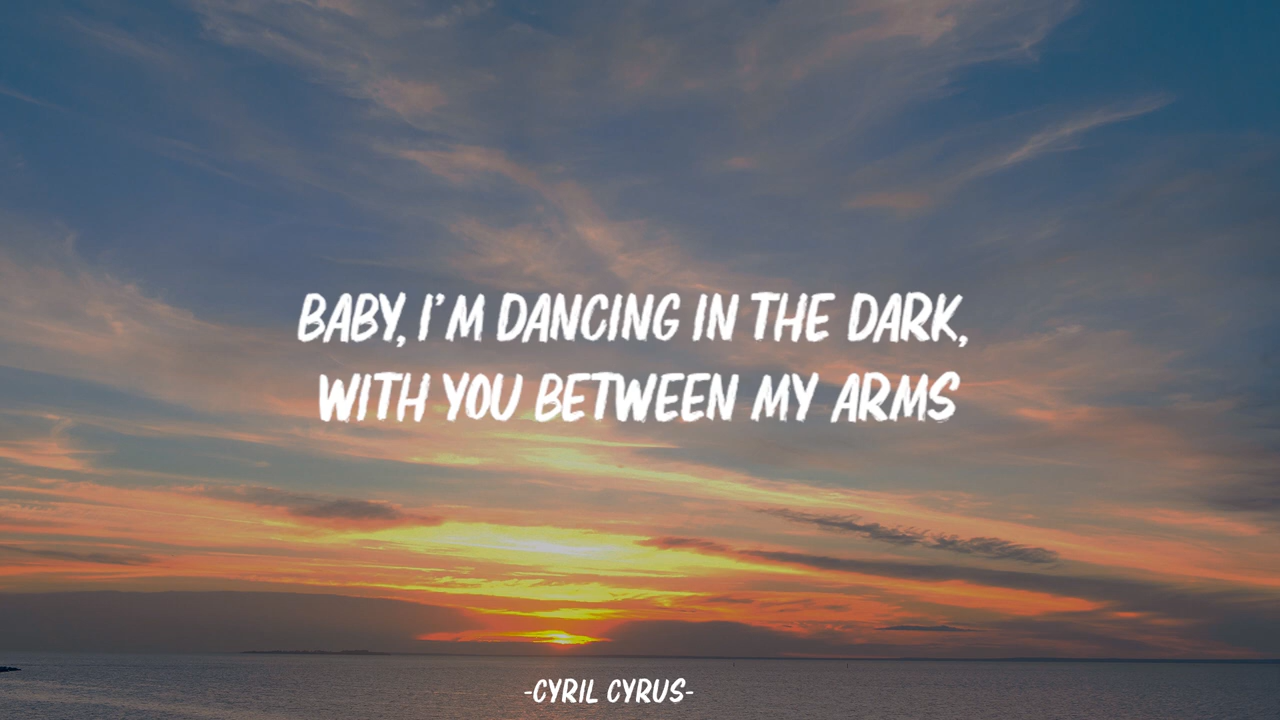 BABY, I'M DANCING IN THE DARK,
WITH YOU BETWEEN MY ARMS
-CYRIL CYRUS-